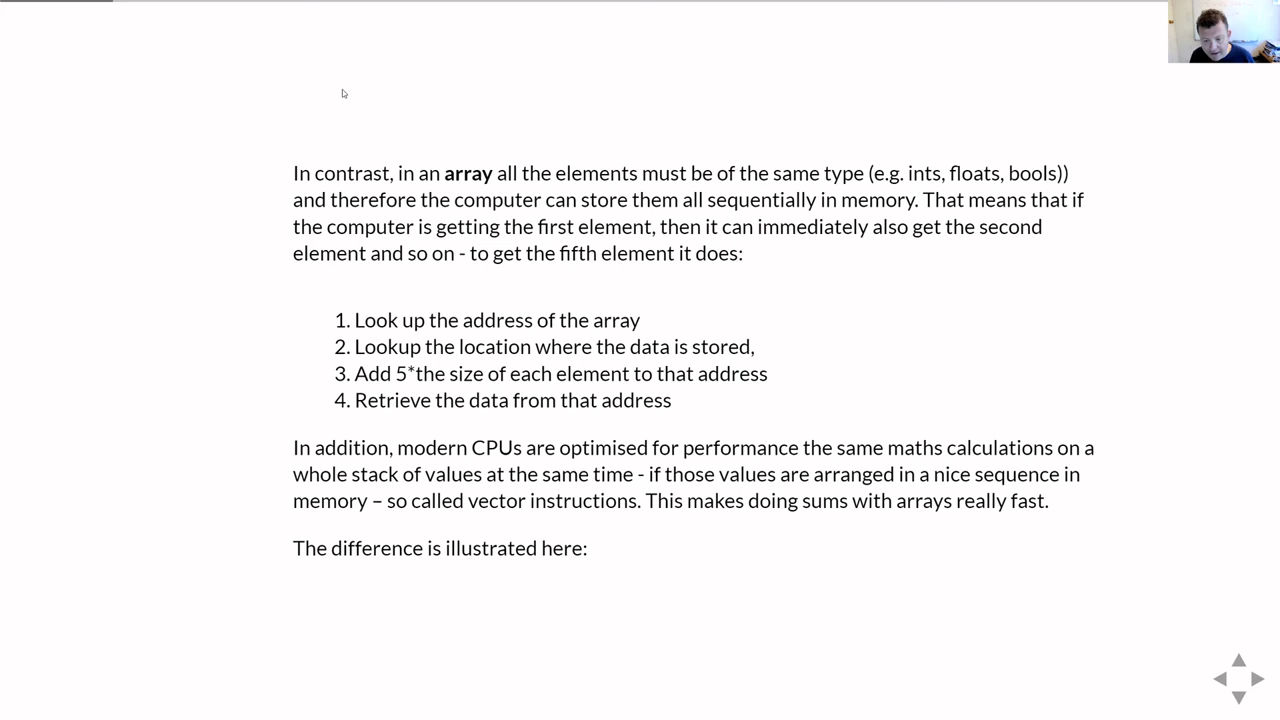 In contrast, in an array all the elements must be of the same type (e.g. ints, floats, bools))
and therefore the computer can store them all sequentially in memory. That means that if
the computer is getting the first element, then it can immediately also get the second
element and so on - to get the fifth element it does:
1. Look up the address of the array
2. Lookup the location where the data is stored,
3. Add 5*the size of each element to that address
4. Retrieve the data from that address
In addition, modern CPUs are optimised for performance the same maths calculations on a
whole stack of values at the same time - if those values are arranged in a nice sequence in
memory – so called vector instructions. This makes doing sums with arrays really fast.
The difference is illustrated here: